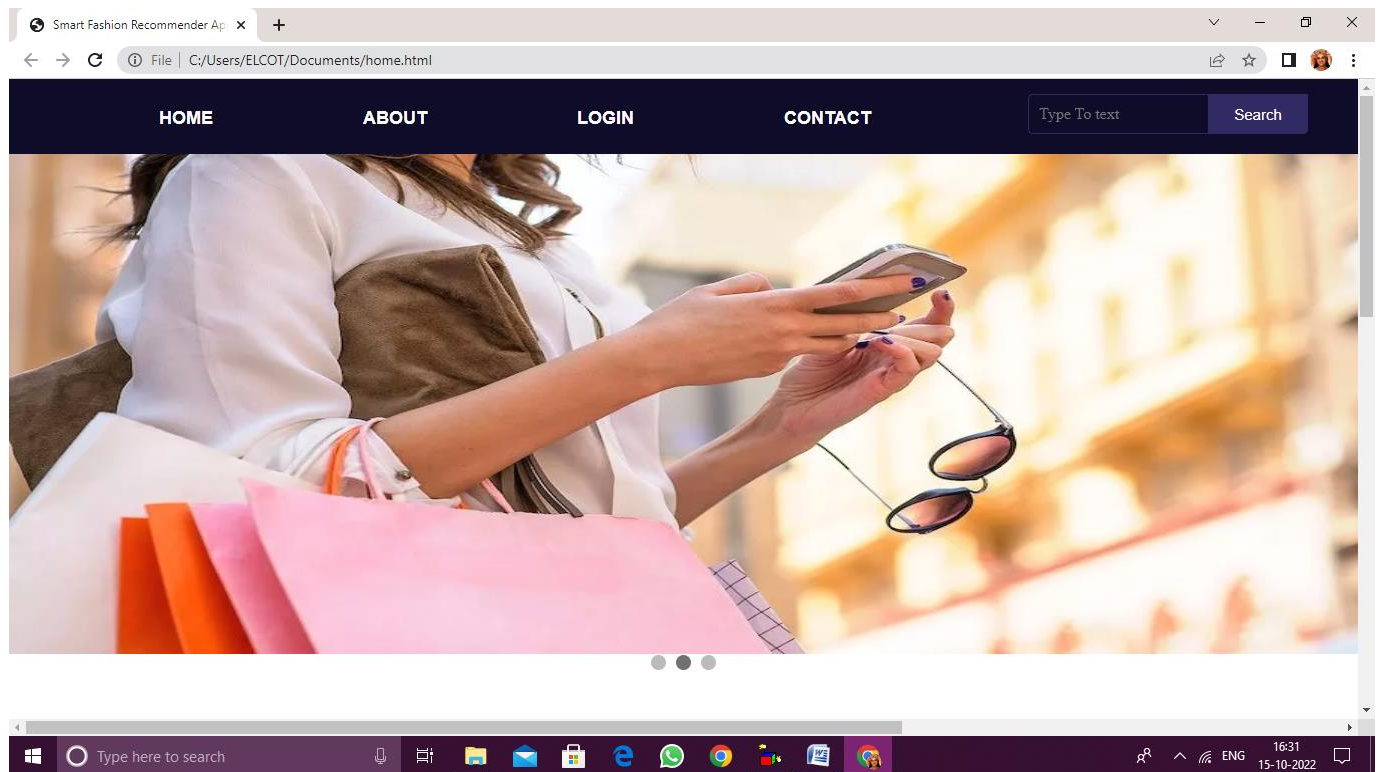 Smart Fashion Recommender Ap
File C:/Users/ELCOT/Documents/home.html
HOME ABOUT LOGIN CONTACT Type To text Search
Type here to search ENG 16:31
15-10-2022